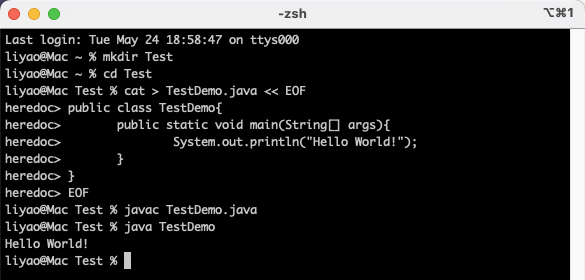 -zsh
⌥⌘1
Last login: Tue May 24 18:58:47 on ttys000
liyao@Mac ~ % mkdir Test
liyao@Mac ~ % cd Test
liyao@Mac Test % cat > TestDemo.java << EOF
heredoc> public class TestDemo{
heredoc>        public static void main(String[] args){
heredoc>                System.out.println("Hello World!");
heredoc>        }
heredoc> }
heredoc> EOF
liyao@Mac Test % javac TestDemo.java
liyao@Mac Test % java TestDemo
Hello World!
liyao@Mac Test %